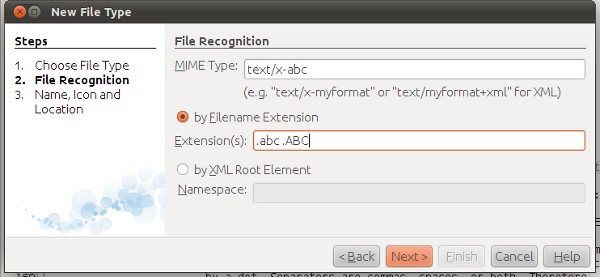 New File Type
Steps
1. Choose File Type
2. File Recognition
3. Name, Icon and
Location
File Recognition
MIME Type: text/x-abc
(e.g. "text/x-myformat" or "text/myformat+xml" for XML)
by Filename Extension
Extension(s): .abc .ABC
by XML Root Element
Namespace:
< Back Next > Finish Cancel Help
by a dot. Separators are commas, spaces, or both. Therefore